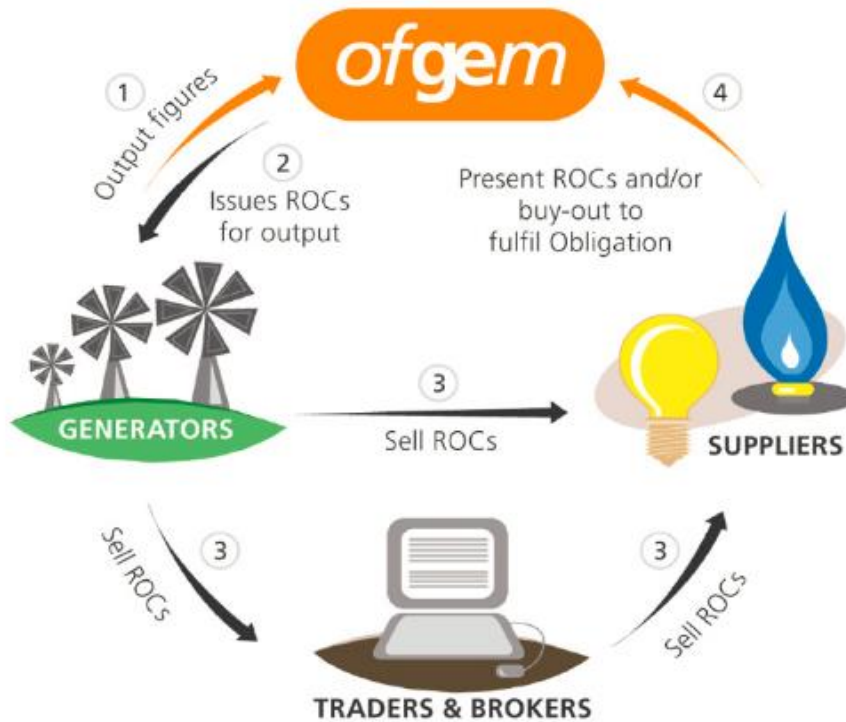 ofgem
1
Output figures
2
Issues ROCs
for output
4
Present ROCs and/or
buy-out to
fulfil Obligation
GENERATORS
3
Sell ROCs
SUPPLIERS
3
Sell ROCs
3
Sell ROCs
TRADERS & BROKERS